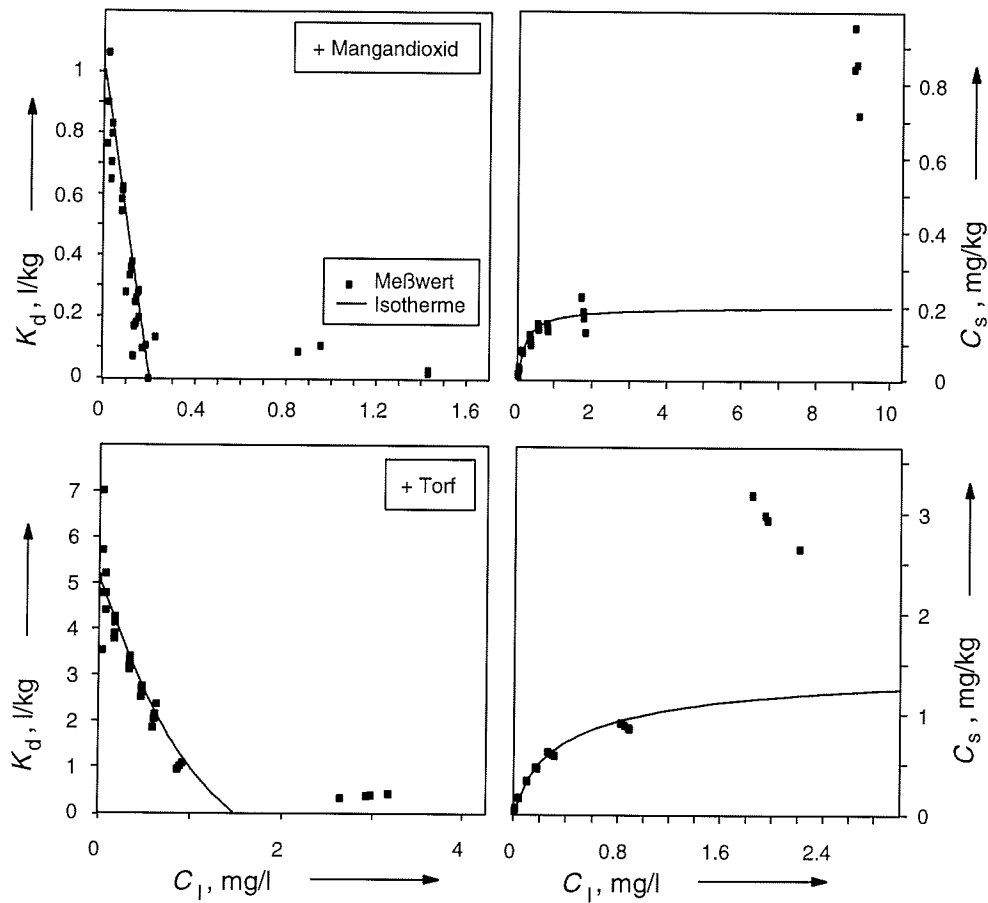 + Mangandioxid
Meßwert
Isotherme
1
0.8
0.6
0.4
0.2
0
K_d , l/kg
0 0.4 0.8 1.2 1.6
0.8
0.6
0.4
0.2
0
C_s , mg/kg
0 2 4 6 8 10
+ Torf
7
6
5
4
3
2
1
0
K_d , l/kg
0 2 4
C_l , mg/l
3
2
1
0
C_s , mg/kg
0 0.8 1.6 2.4
C_l , mg/l